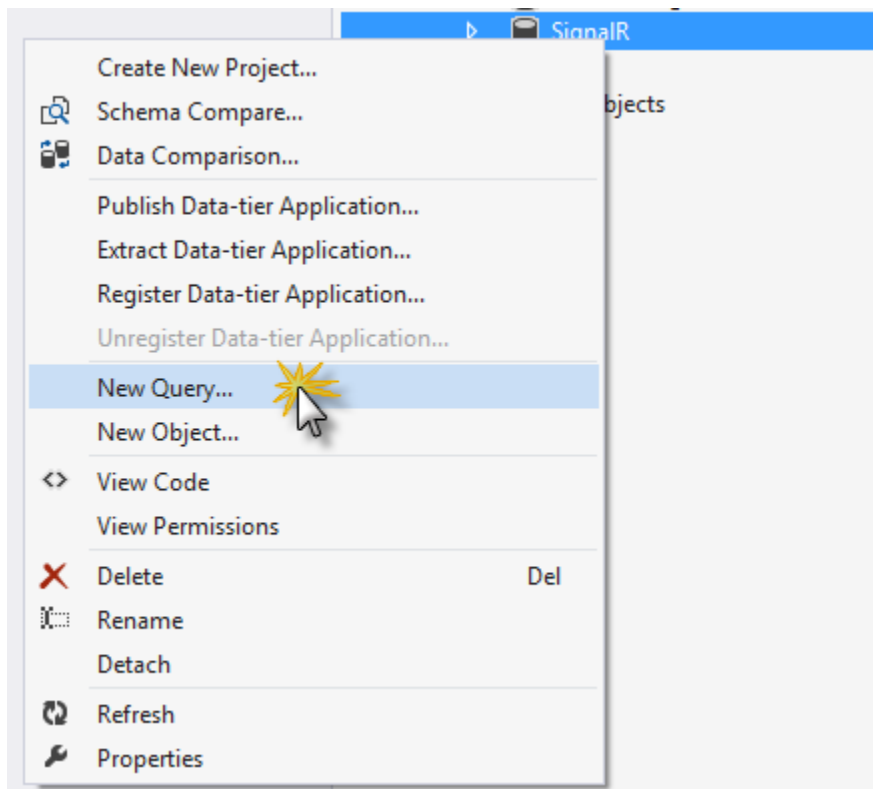 SignalR
Create New Project...
Schema Compare...
bjects
Data Comparison...
Publish Data-tier Application...
Extract Data-tier Application...
Register Data-tier Application...
Unregister Data-tier Application...
New Query...
New Object...
View Code
View Permissions
Delete Del
Rename
Detach
Refresh
Properties